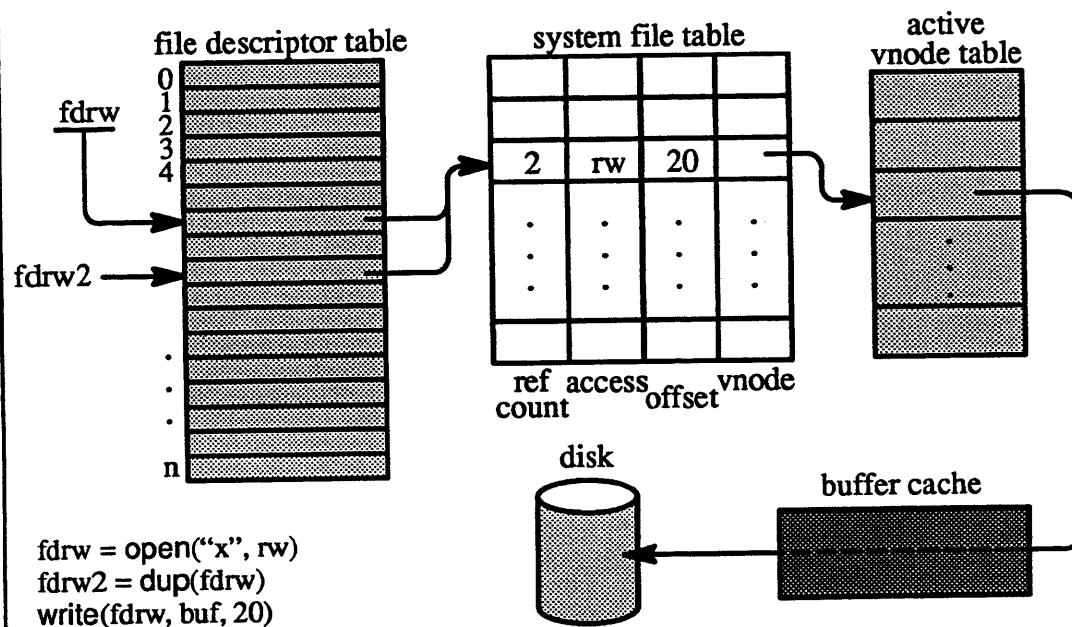 file descriptor table
system file table
active
vnode table
0
1
2
3
4
fdrw
2 rw 20
fdrw2
.
.
.
n
ref
count
access
offset
vnode
disk
buffer cache
fdrw = open(“x”, rw)
fdrw2 = dup(fdrw)
write(fdrw, buf, 20)